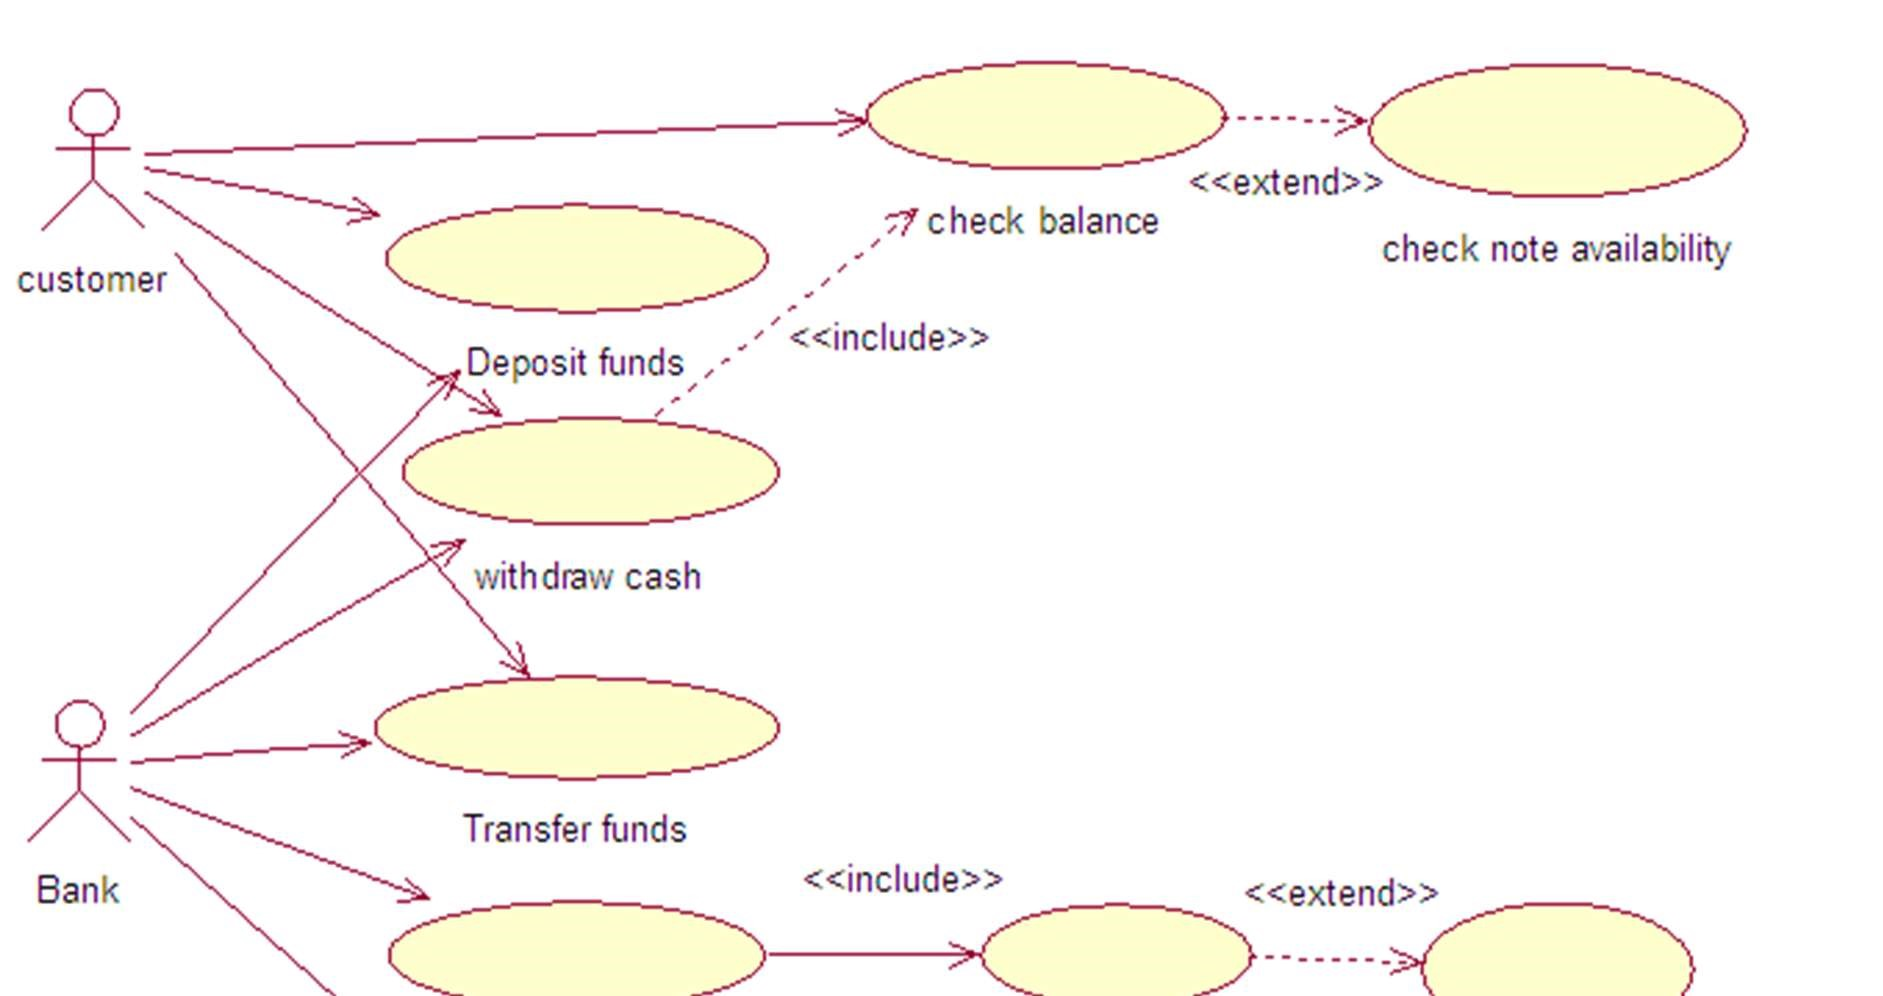 <<extend>>
check balance
check note availability
customer
<<include>>
Deposit funds
withdraw cash
Transfer funds
Bank
<<include>>
<<extend>>